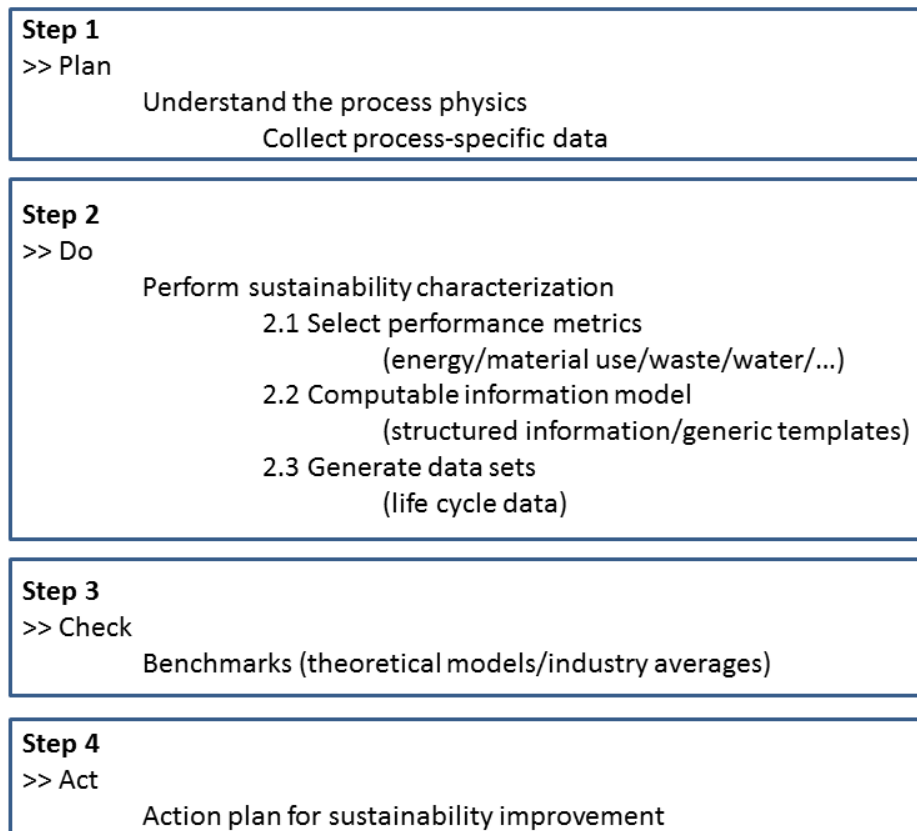 Step 1
>> Plan
Understand the process physics
Collect process-specific data
Step 2
>> Do
Perform sustainability characterization
2.1 Select performance metrics
(energy/material use/waste/water/...)
2.2 Computable information model
(structured information/generic templates)
2.3 Generate data sets
(life cycle data)
Step 3
>> Check
Benchmarks (theoretical models/industry averages)
Step 4
>> Act
Action plan for sustainability improvement